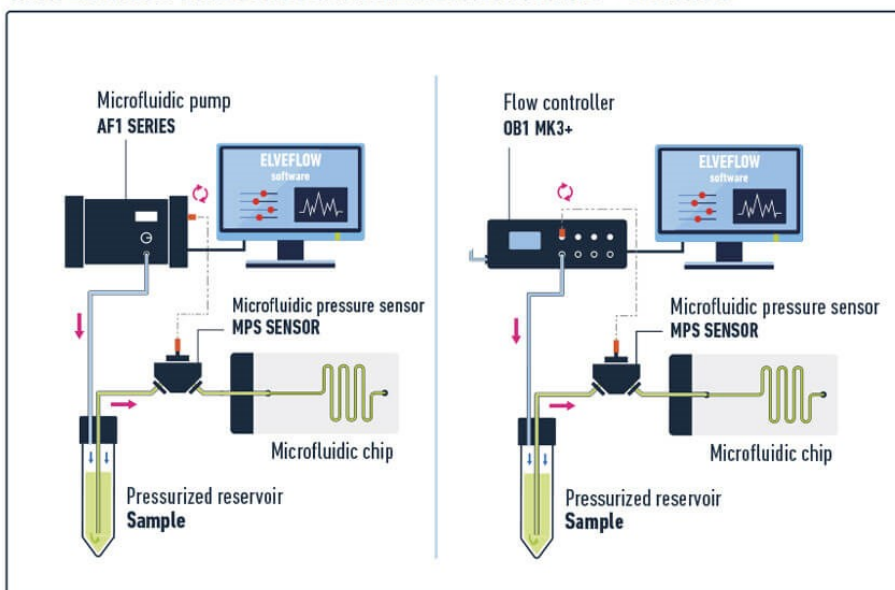 Microfluidic pump
AF1 SERIES
ELVEFLOW
software
Microfluidic pressure sensor
MPS SENSOR
Microfluidic chip
Pressurized reservoir
Sample
Flow controller
OB1 MK3+
ELVEFLOW
software
Microfluidic pressure sensor
MPS SENSOR
Microfluidic chip
Pressurized reservoir
Sample